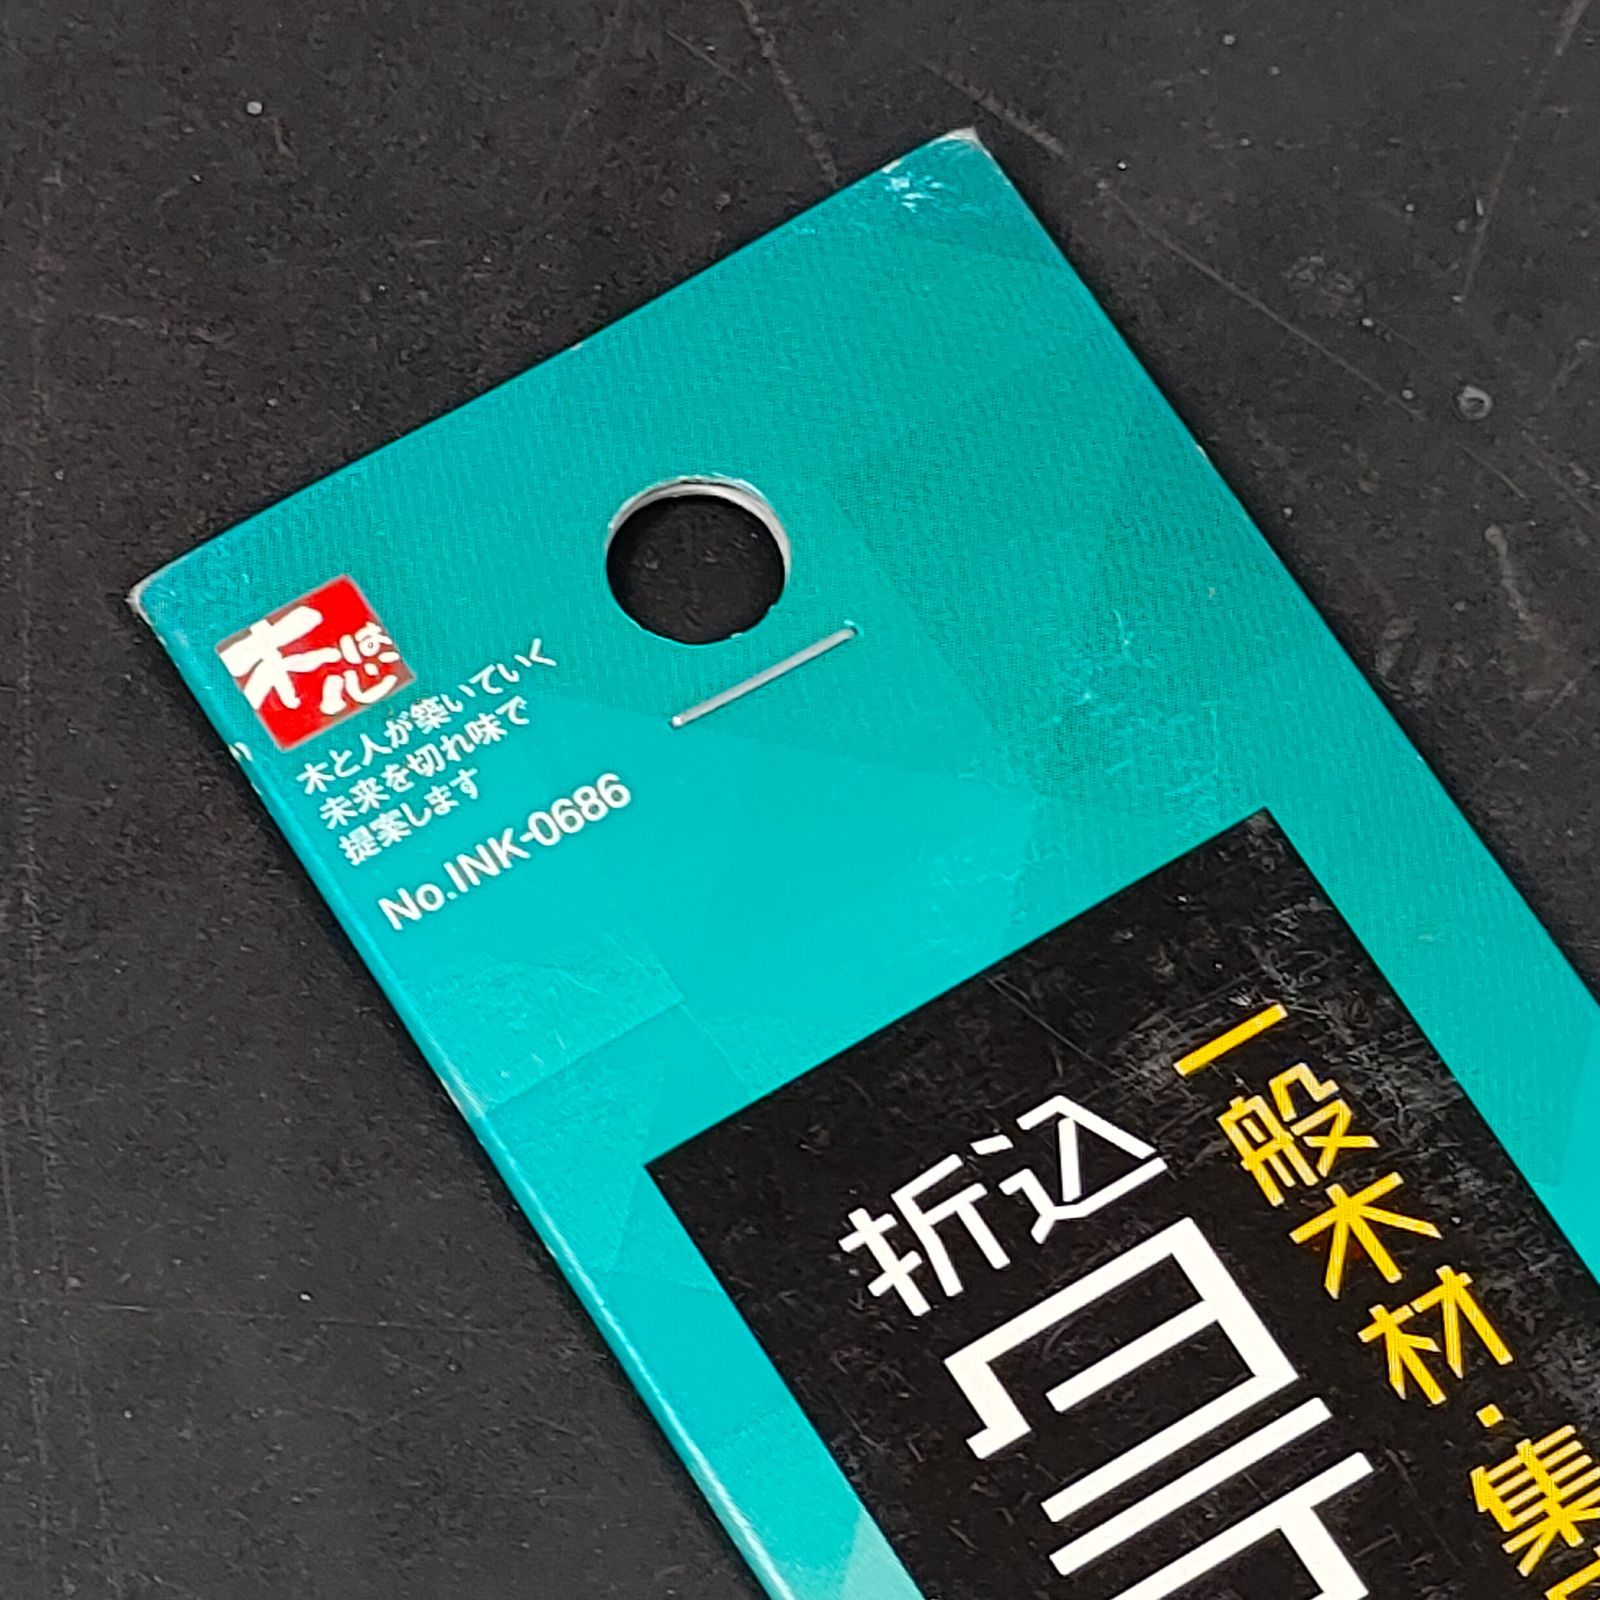 木は心
木と人が築いていく
未来を切れ味で
提案します
No.INK-0686
一般木材・集
折込